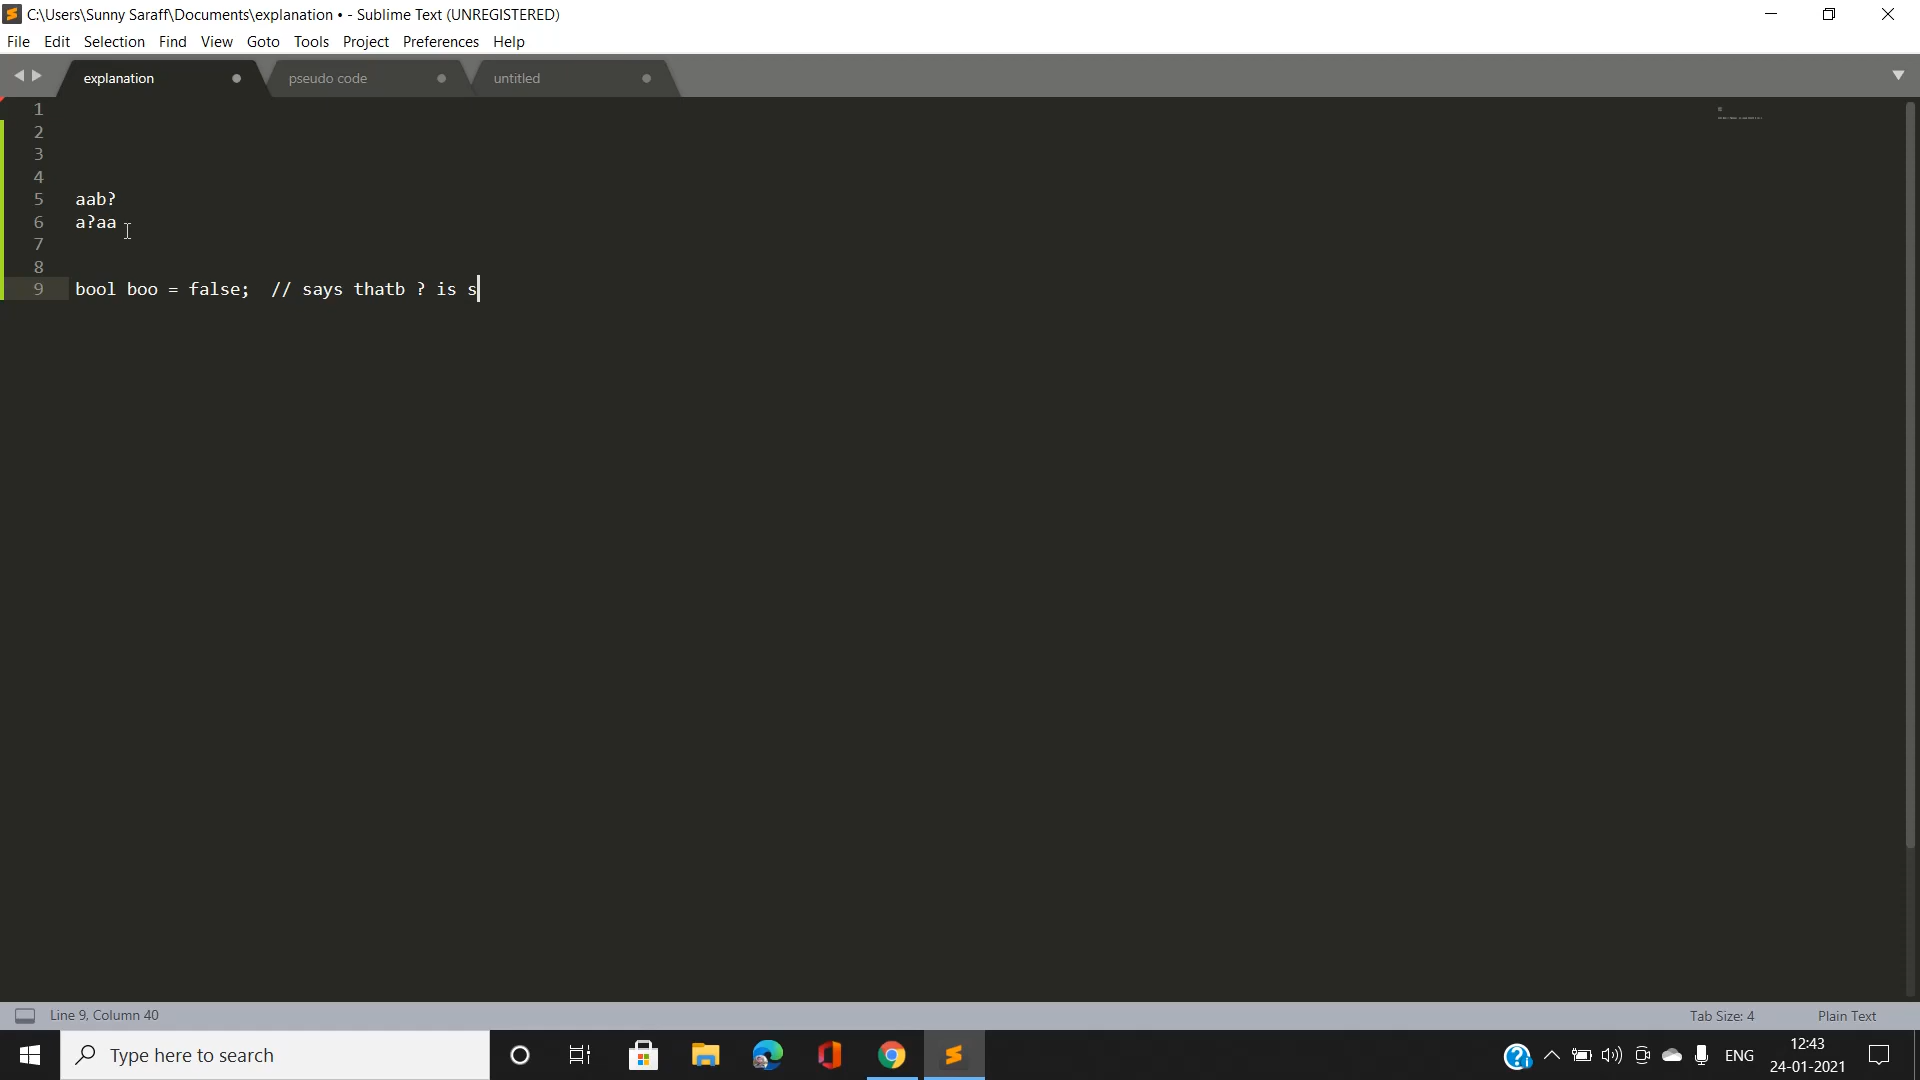 C:\Users\Sunny Saraff\Documents\explanation • - Sublime Text (UNREGISTERED)
File Edit Selection Find View Goto Tools Project Preferences Help
explanation pseudo code untitled
1
2
3
4
5 aab?
6 a?aa
7
8
9 bool boo = false;  // says thatb ? is s
Line 9, Column 40 Tab Size: 4 Plain Text
Type here to search ENG 12:43
24-01-2021